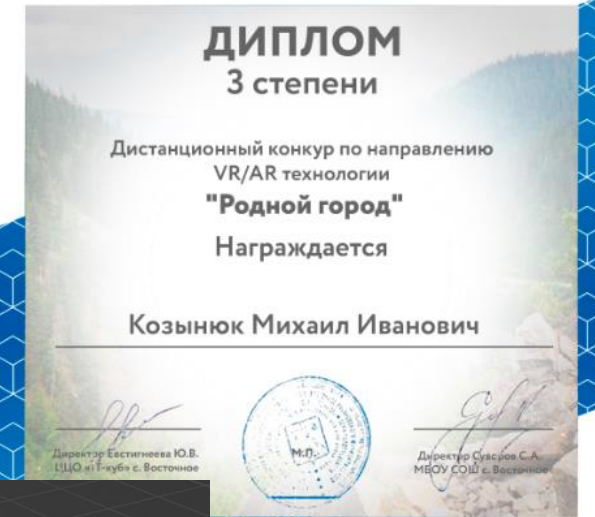 ДИПЛОМ
3 степени
Дистанционный конкур по направлению
VR/AR технологии
"Родной город"
Награждается
Козынюк Михаил Иванович
Директор Евстигнеева Ю.В.
ЦЦО «IT-куб» с. Восточное
М.П.
Директор Суворов С.А.
МБОУ СОШ с. Восточное